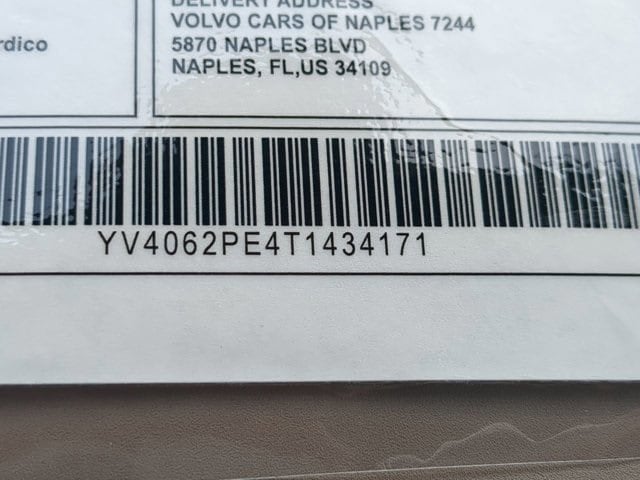 DELIVERY ADDRESS
VOLVO CARS OF NAPLES 7244
5870 NAPLES BLVD
NAPLES, FL,US 34109
rdico
YV4062PE4T1434171